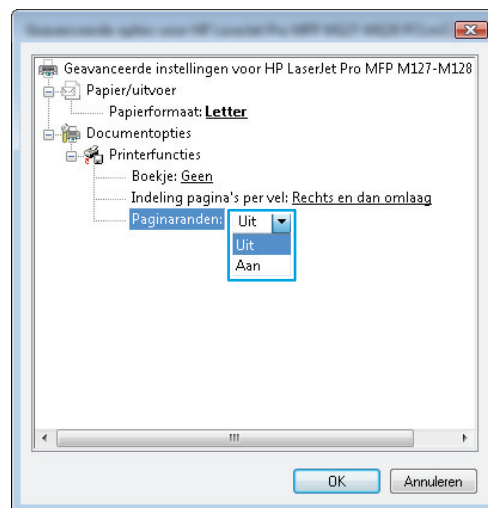 Geavanceerde instellingen voor HP LaserJet Pro MFP M127-M128
Papier/uitvoer
Papierformaat: Letter
Documentopties
Printerfuncties
Boekje: Geen
Indeling pagina's per vel: Rechts en dan omlaag
Paginaranden: Uit
Uit
Aan
OK Annuleren